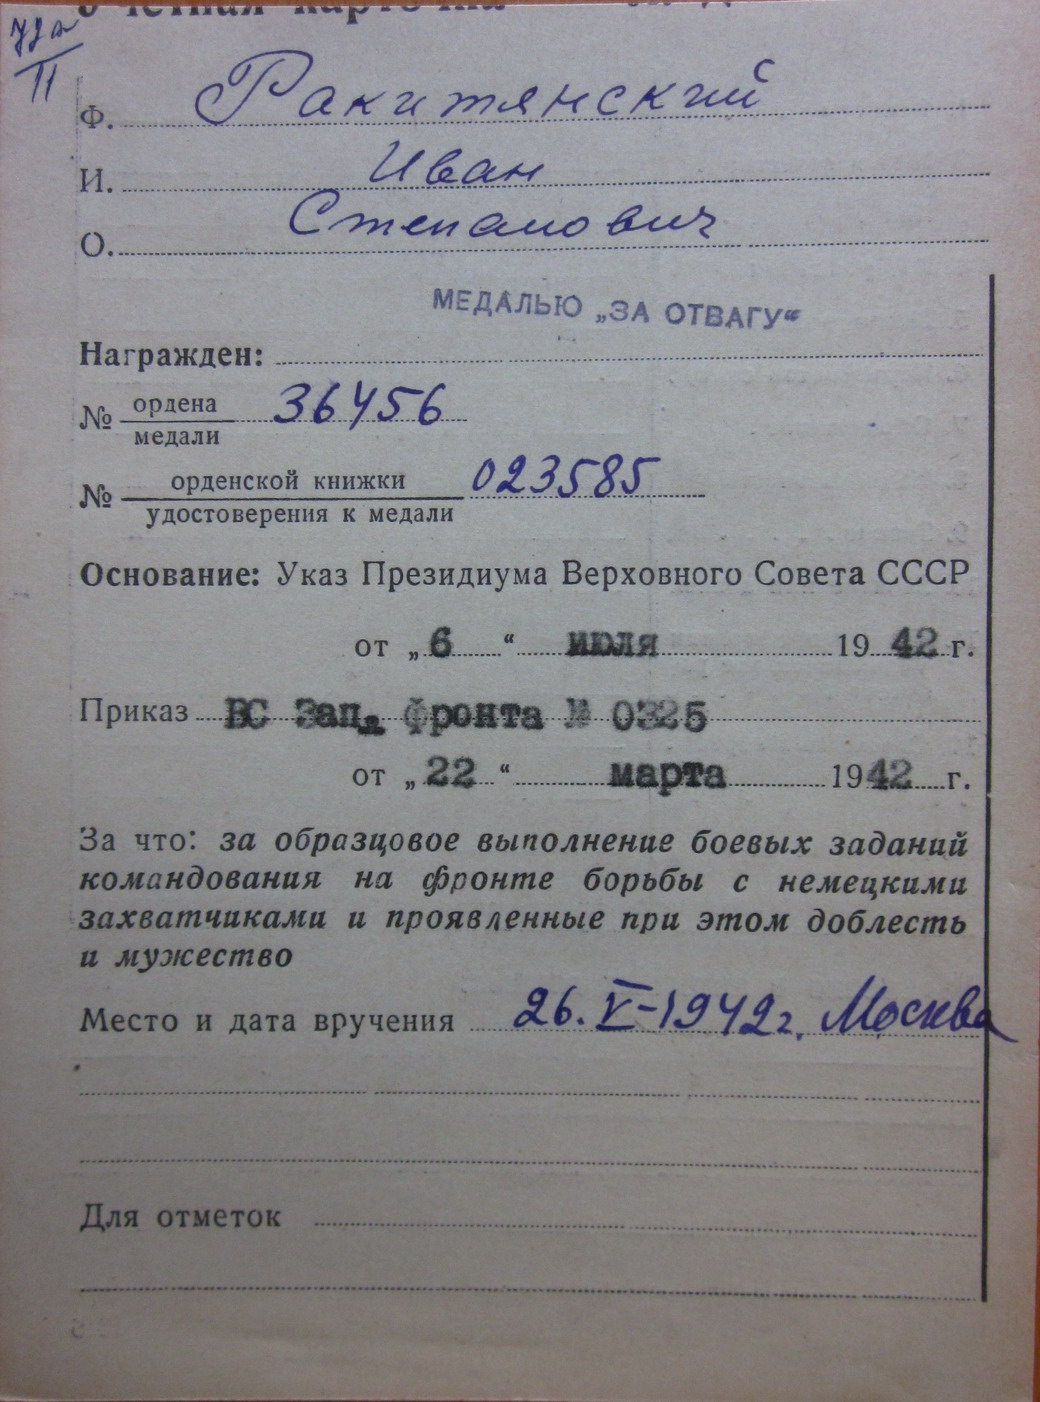 Учетная карточка
Ф. Ракитянский
И. Иван
О. Степанович
МЕДАЛЬЮ „ЗА ОТВАГУ“
Награжден:
№ ордена 36456
медали
№ орденской книжки 023585
удостоверения к медали
Основание: Указ Президиума Верховного Совета СССР
от „6“ июля 1942 г.
Приказ ВС Зап. фронта № 0325
от „22“ марта 1942 г.
За что: за образцовое выполнение боевых заданий
командования на фронте борьбы с немецкими
захватчиками и проявленные при этом доблесть
и мужество
Место и дата вручения 26.V-1942г. Москва
Для отметок